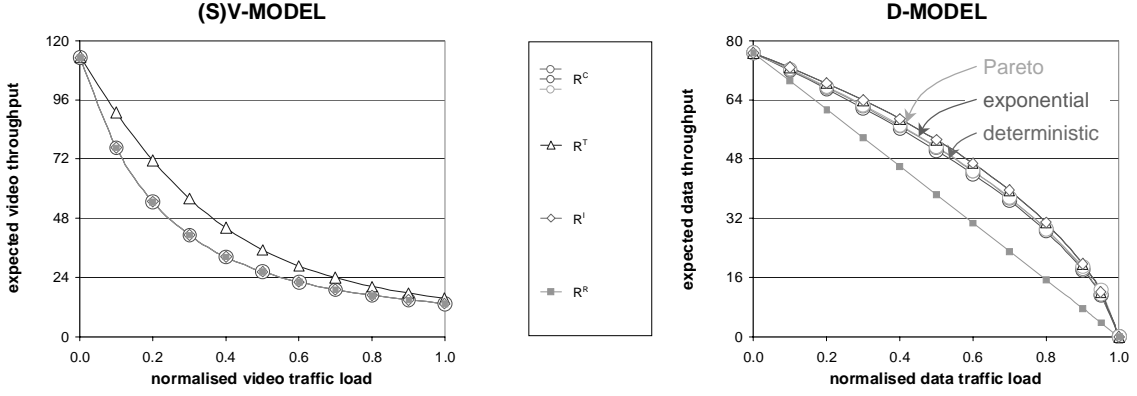 (S)V-MODEL
120
96
72
48
24
0
expected video throughput
0.0 0.2 0.4 0.6 0.8 1.0
normalised video traffic load
R^C
R^T
R^I
R^R
D-MODEL
80
64
48
32
16
0
expected data throughput
Pareto
exponential
deterministic
0.0 0.2 0.4 0.6 0.8 1.0
normalised data traffic load